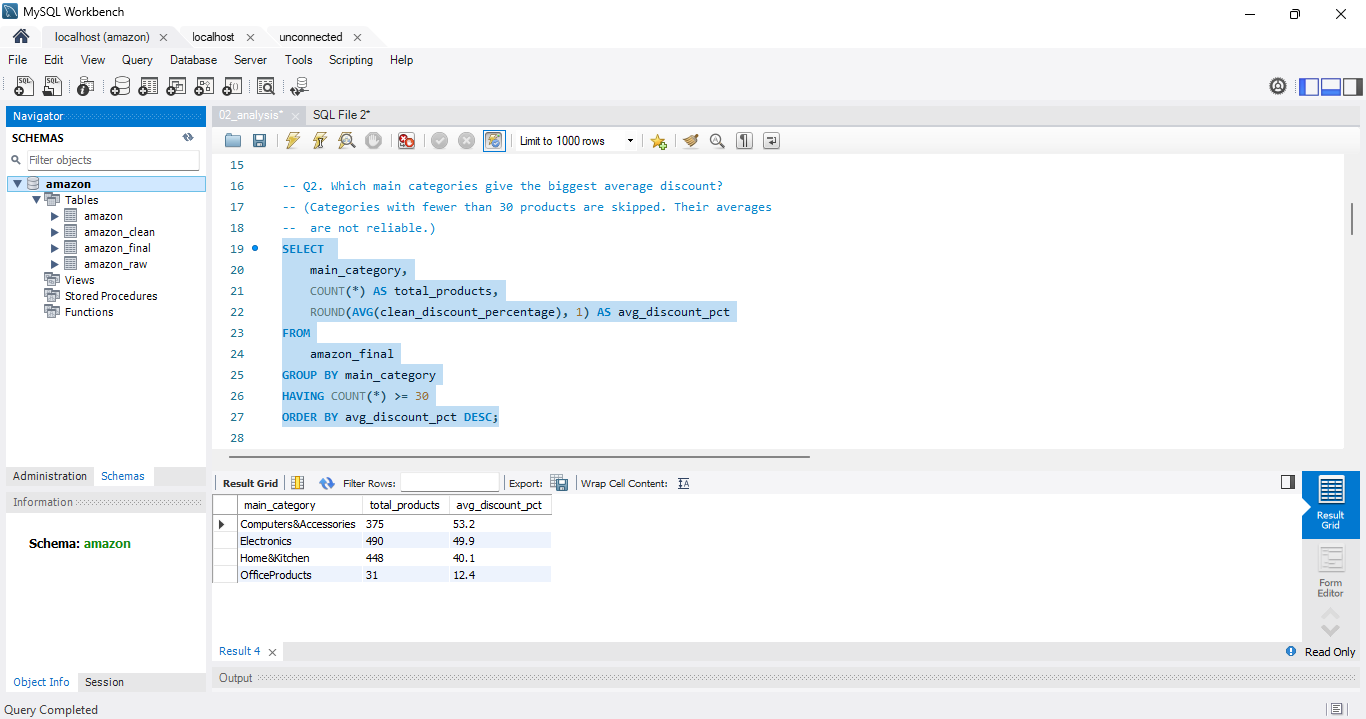 MySQL Workbench
localhost (amazon) localhost unconnected
File Edit View Query Database Server Tools Scripting Help
Navigator
SCHEMAS
Filter objects
amazon
Tables
amazon
amazon_clean
amazon_final
amazon_raw
Views
Stored Procedures
Functions
Administration Schemas
Information
Schema: amazon
Object Info Session
02_analysis* SQL File 2*
Limit to 1000 rows
15
16 -- Q2. Which main categories give the biggest average discount?
17 -- (Categories with fewer than 30 products are skipped. Their averages
18 --  are not reliable.)
19 SELECT
20 main_category,
21 COUNT(*) AS total_products,
22 ROUND(AVG(clean_discount_percentage), 1) AS avg_discount_pct
23 FROM
24 amazon_final
25 GROUP BY main_category
26 HAVING COUNT(*) >= 30
27 ORDER BY avg_discount_pct DESC;
28
Result Grid Filter Rows: Export: Wrap Cell Content:
main_category total_products avg_discount_pct
Computers&Accessories 375 53.2
Electronics 490 49.9
Home&Kitchen 448 40.1
OfficeProducts 31 12.4
Result
Grid
Form
Editor
Result 4 Read Only
Output
Query Completed